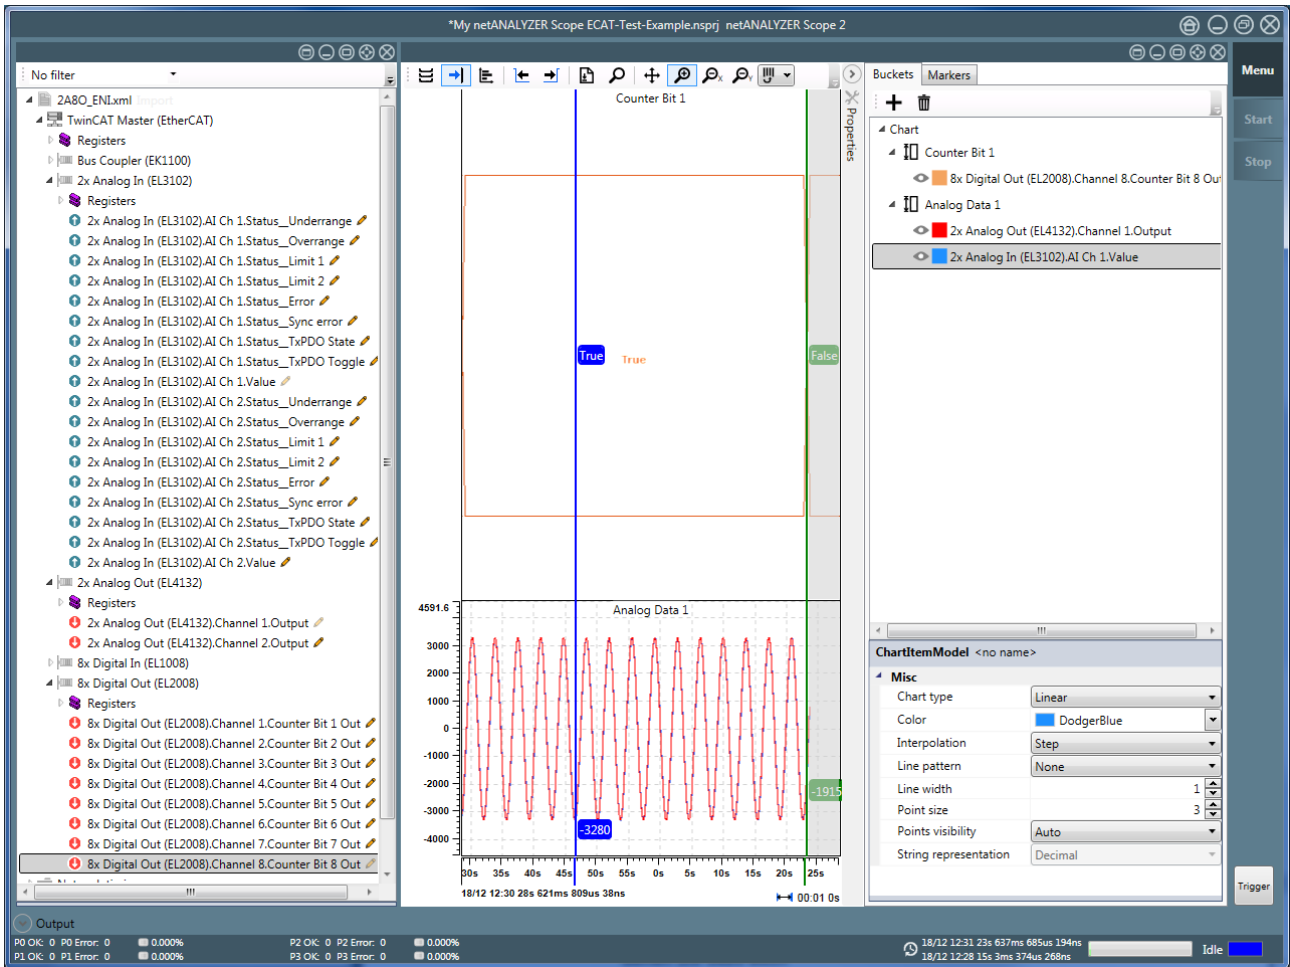 *My netANALYZER Scope ECAT-Test-Example.nsprj netANALYZER Scope 2
No filter
2A8O_ENI.xml Import
TwinCAT Master (EtherCAT)
Registers
Bus Coupler (EK1100)
2x Analog In (EL3102)
Registers
2x Analog In (EL3102).AI Ch 1.Status__Underrange
2x Analog In (EL3102).AI Ch 1.Status__Overrange
2x Analog In (EL3102).AI Ch 1.Status__Limit 1
2x Analog In (EL3102).AI Ch 1.Status__Limit 2
2x Analog In (EL3102).AI Ch 1.Status__Error
2x Analog In (EL3102).AI Ch 1.Status__Sync error
2x Analog In (EL3102).AI Ch 1.Status__TxPDO State
2x Analog In (EL3102).AI Ch 1.Status__TxPDO Toggle
2x Analog In (EL3102).AI Ch 1.Value
2x Analog In (EL3102).AI Ch 2.Status__Underrange
2x Analog In (EL3102).AI Ch 2.Status__Overrange
2x Analog In (EL3102).AI Ch 2.Status__Limit 1
2x Analog In (EL3102).AI Ch 2.Status__Limit 2
2x Analog In (EL3102).AI Ch 2.Status__Error
2x Analog In (EL3102).AI Ch 2.Status__Sync error
2x Analog In (EL3102).AI Ch 2.Status__TxPDO State
2x Analog In (EL3102).AI Ch 2.Status__TxPDO Toggle
2x Analog In (EL3102).AI Ch 2.Value
2x Analog Out (EL4132)
Registers
2x Analog Out (EL4132).Channel 1.Output
2x Analog Out (EL4132).Channel 2.Output
8x Digital In (EL1008)
8x Digital Out (EL2008)
Registers
8x Digital Out (EL2008).Channel 1.Counter Bit 1 Out
8x Digital Out (EL2008).Channel 2.Counter Bit 2 Out
8x Digital Out (EL2008).Channel 3.Counter Bit 3 Out
8x Digital Out (EL2008).Channel 4.Counter Bit 4 Out
8x Digital Out (EL2008).Channel 5.Counter Bit 5 Out
8x Digital Out (EL2008).Channel 6.Counter Bit 6 Out
8x Digital Out (EL2008).Channel 7.Counter Bit 7 Out
8x Digital Out (EL2008).Channel 8.Counter Bit 8 Out
Counter Bit 1
True
True
False
Analog Data 1
4591.6
3000
2000
1000
0
-1000
-2000
-3000
-4000
-3280
-1915
30s 35s 40s 45s 50s 55s 0s 5s 10s 15s 20s 25s
18/12 12:30 28s 621ms 809us 38ns
00:01 0s
Properties
Buckets Markers
Chart
Counter Bit 1
8x Digital Out (EL2008).Channel 8.Counter Bit 8 Out
Analog Data 1
2x Analog Out (EL4132).Channel 1.Output
2x Analog In (EL3102).AI Ch 1.Value
ChartItemModel <no name>
Misc
Chart type Linear
Color DodgerBlue
Interpolation Step
Line pattern None
Line width 1
Point size 3
Points visibility Auto
String representation Decimal
Menu
Start
Stop
Trigger
Output
P0 OK: 0 P0 Error: 0 0.000% P2 OK: 0 P2 Error: 0 0.000%
P1 OK: 0 P1 Error: 0 0.000% P3 OK: 0 P3 Error: 0 0.000%
18/12 12:31 23s 637ms 685us 194ns
18/12 12:28 15s 3ms 374us 268ns
Idle